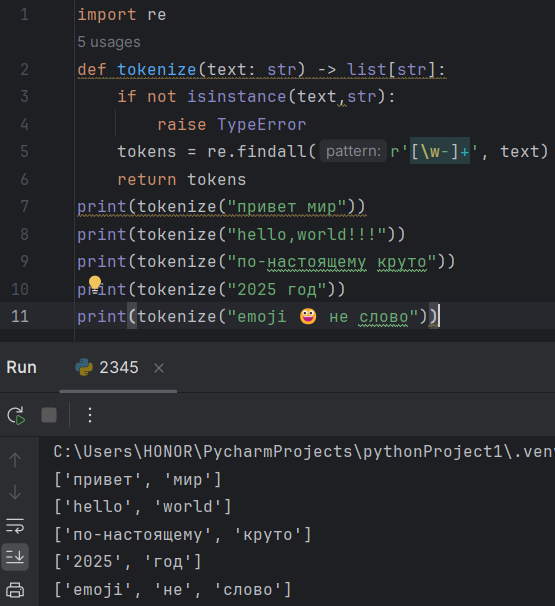 1 import re
5 usages
2 def tokenize(text: str) -> list[str]:
3 if not isinstance(text,str):
4 raise TypeError
5 tokens = re.findall( pattern: r'[\w-]+', text)
6 return tokens
7 print(tokenize("привет мир"))
8 print(tokenize("hello,world!!!"))
9 print(tokenize("по-настоящему круто"))
10 print(tokenize("2025 год"))
11 print(tokenize("emoji 😀 не слово"))
Run 2345
C:\Users\HONOR\PycharmProjects\pythonProject1\.ven
['привет', 'мир']
['hello', 'world']
['по-настоящему', 'круто']
['2025', 'год']
['emoji', 'не', 'слово']